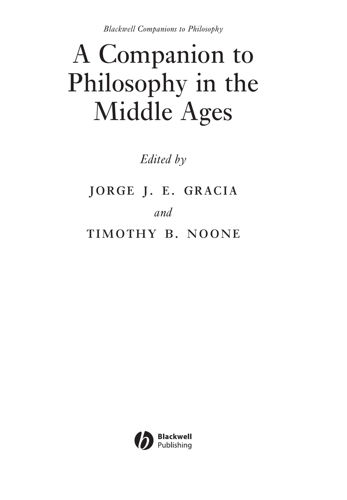 Blackwell Companions to Philosophy
A Companion to
Philosophy in the
Middle Ages
Edited by
JORGE J. E. GRACIA
and
TIMOTHY B. NOONE
Blackwell
Publishing